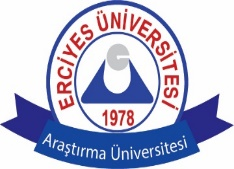 ERCİYES ÜNİVERSİTESİ
1978
Araştırma Üniversitesi